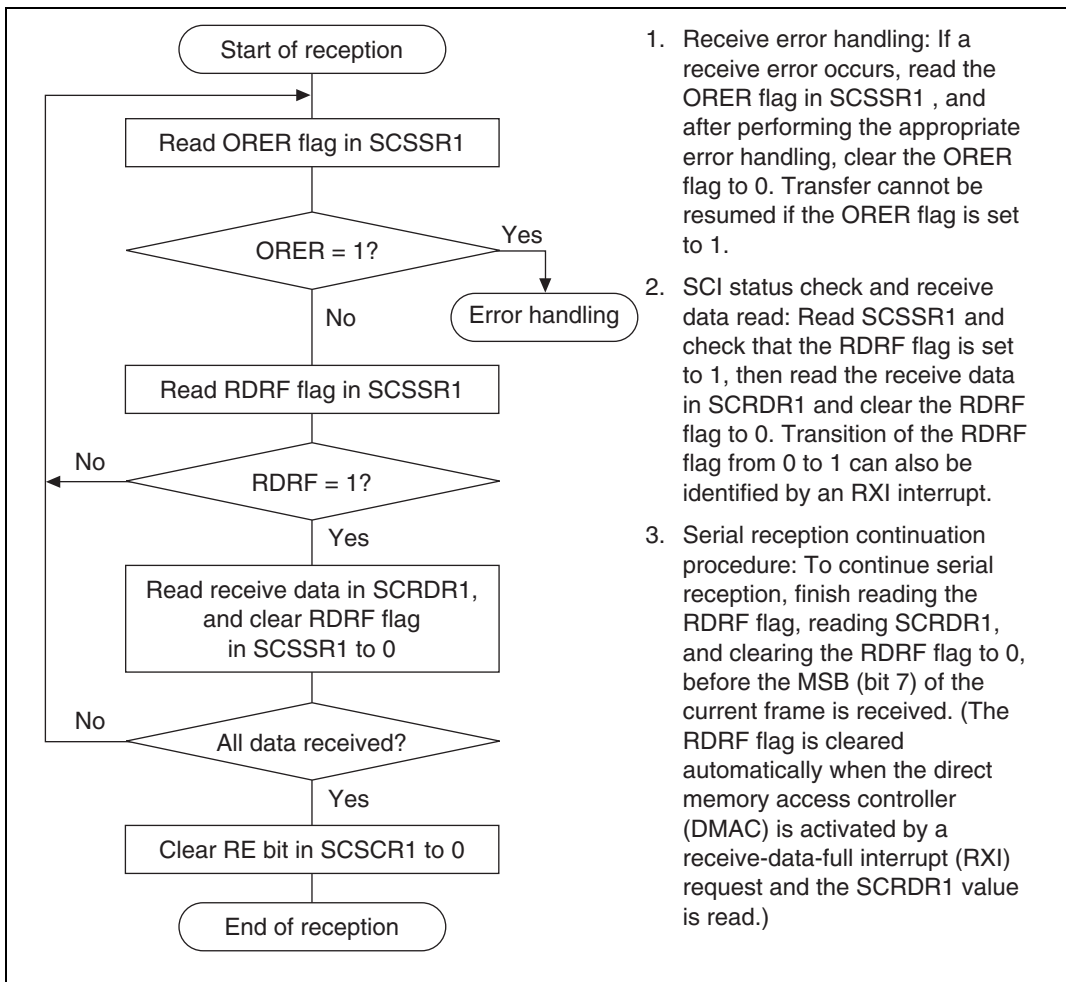 Start of reception
Read ORER flag in SCSSR1
ORER = 1?
Yes
Error handling
No
Read RDRF flag in SCSSR1
No
RDRF = 1?
Yes
Read receive data in SCRDR1,
and clear RDRF flag
in SCSSR1 to 0
No
All data received?
Yes
Clear RE bit in SCSCR1 to 0
End of reception
1. Receive error handling: If a
receive error occurs, read the
ORER flag in SCSSR1 , and
after performing the appropriate
error handling, clear the ORER
flag to 0. Transfer cannot be
resumed if the ORER flag is set
to 1.
2. SCI status check and receive
data read: Read SCSSR1 and
check that the RDRF flag is set
to 1, then read the receive data
in SCRDR1 and clear the RDRF
flag to 0. Transition of the RDRF
flag from 0 to 1 can also be
identified by an RXI interrupt.
3. Serial reception continuation
procedure: To continue serial
reception, finish reading the
RDRF flag, reading SCRDR1,
and clearing the RDRF flag to 0,
before the MSB (bit 7) of the
current frame is received. (The
RDRF flag is cleared
automatically when the direct
memory access controller
(DMAC) is activated by a
receive-data-full interrupt (RXI)
request and the SCRDR1 value
is read.)